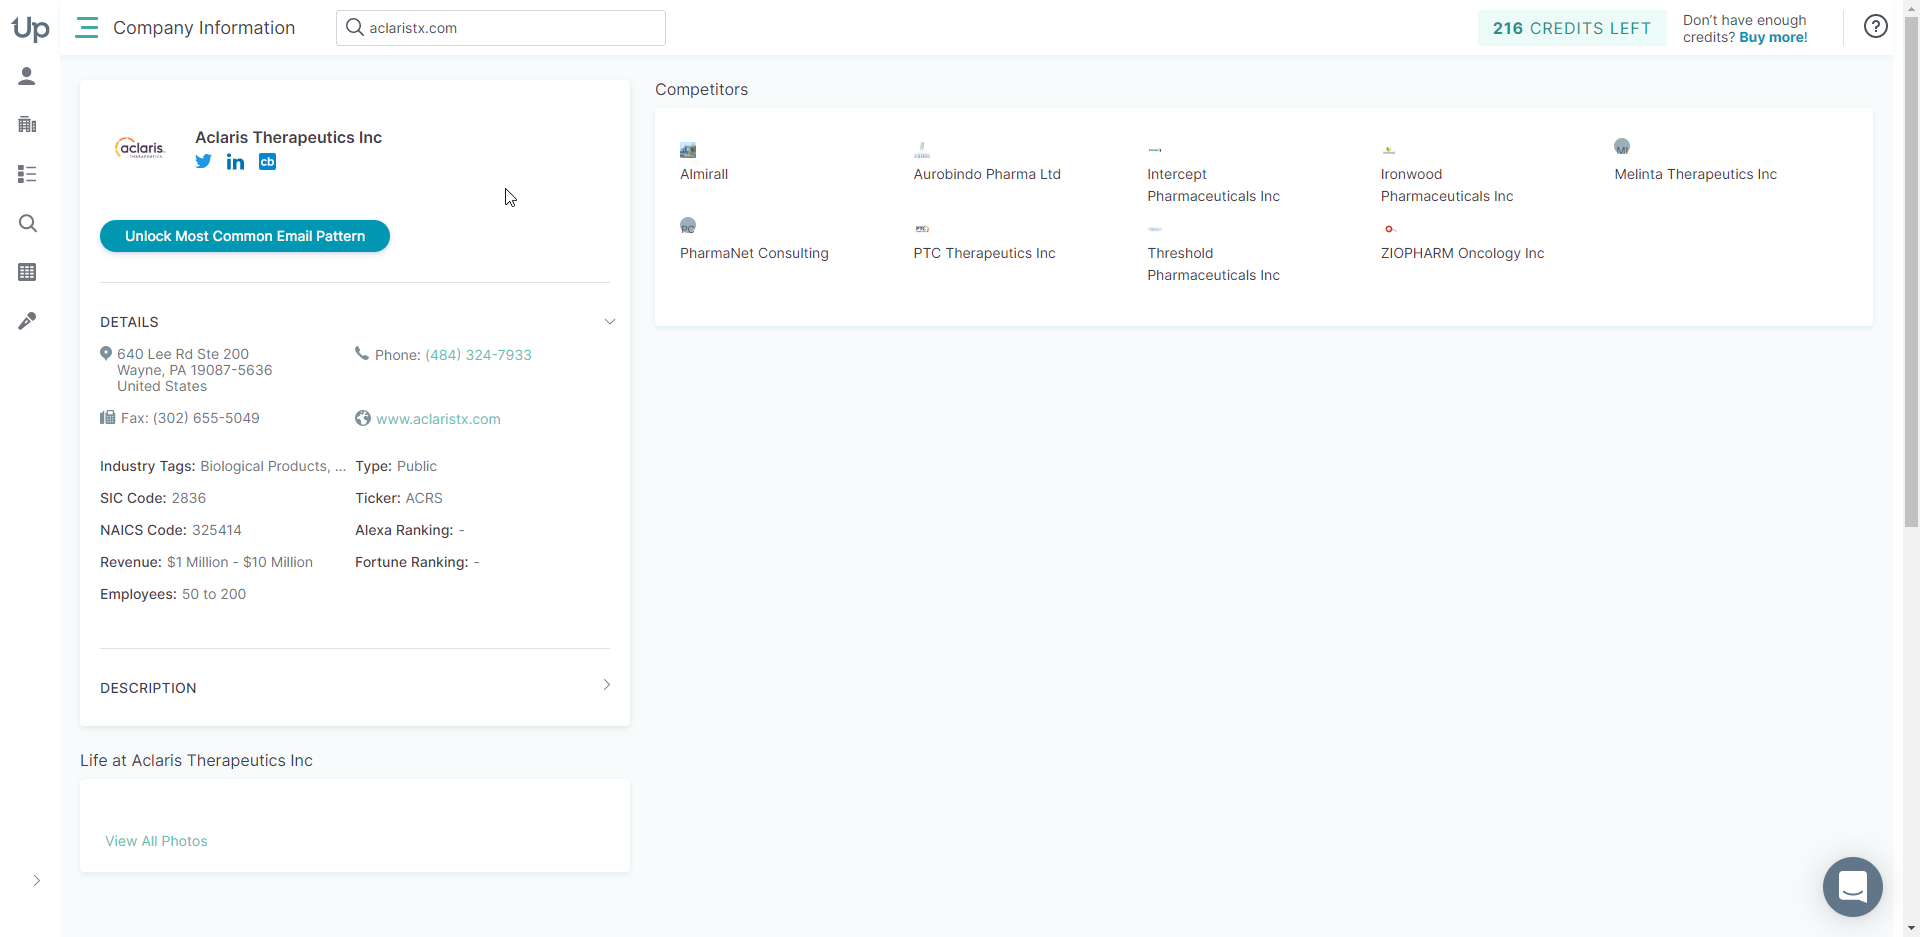 Up
Company Information
aclaristx.com
216 CREDITS LEFT
Don't have enough
credits? Buy more!
?
aclaris
THERAPEUTICS
Aclaris Therapeutics Inc
in
cb
Unlock Most Common Email Pattern
DETAILS
640 Lee Rd Ste 200
Wayne, PA 19087-5636
United States
Phone: (484) 324-7933
Fax: (302) 655-5049
www.aclaristx.com
Industry Tags: Biological Products, ...
Type: Public
SIC Code: 2836
Ticker: ACRS
NAICS Code: 325414
Alexa Ranking: -
Revenue: $1 Million - $10 Million
Fortune Ranking: -
Employees: 50 to 200
DESCRIPTION
Life at Aclaris Therapeutics Inc
View All Photos
Competitors
Almirall
Aurobindo Pharma Ltd
Intercept
Pharmaceuticals Inc
Ironwood
Pharmaceuticals Inc
MI
Melinta Therapeutics Inc
PC
PharmaNet Consulting
PTC
PTC Therapeutics Inc
Threshold
Pharmaceuticals Inc
ZIOPHARM Oncology Inc